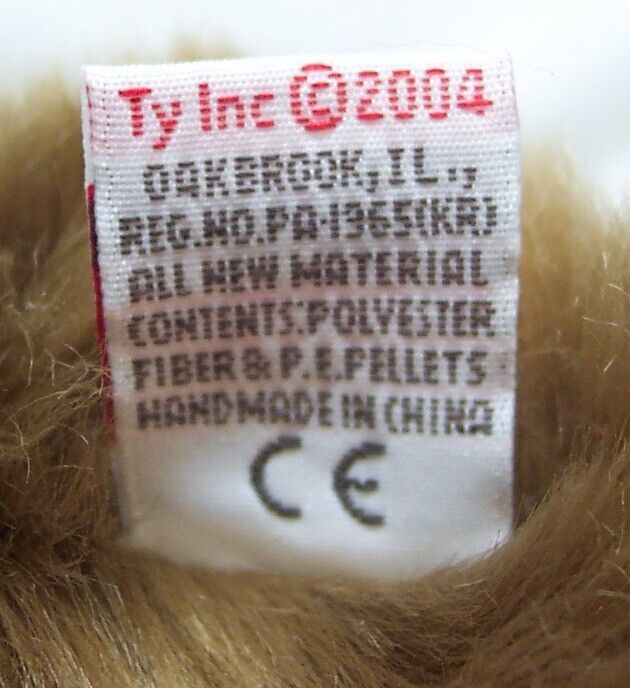 Ty Inc ©2004
OAKBROOK, IL.,
REG.NO.PA-1965(KR)
ALL NEW MATERIAL
CONTENTS:POLYESTER
FIBER & P.E.PELLETS
HANDMADE IN CHINA
CE